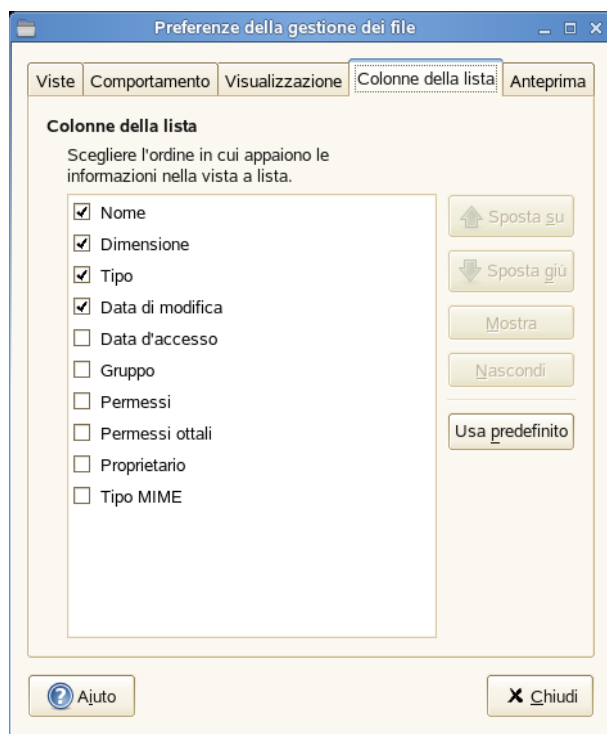 Preferenze della gestione dei file
Viste Comportamento Visualizzazione Colonne della lista Anteprima
Colonne della lista
Scegliere l'ordine in cui appaiono le
informazioni nella vista a lista.
Nome
Dimensione
Tipo
Data di modifica
Data d'accesso
Gruppo
Permessi
Permessi ottali
Proprietario
Tipo MIME
Sposta su
Sposta giù
Mostra
Nascondi
Usa predefinito
Aiuto
Chiudi